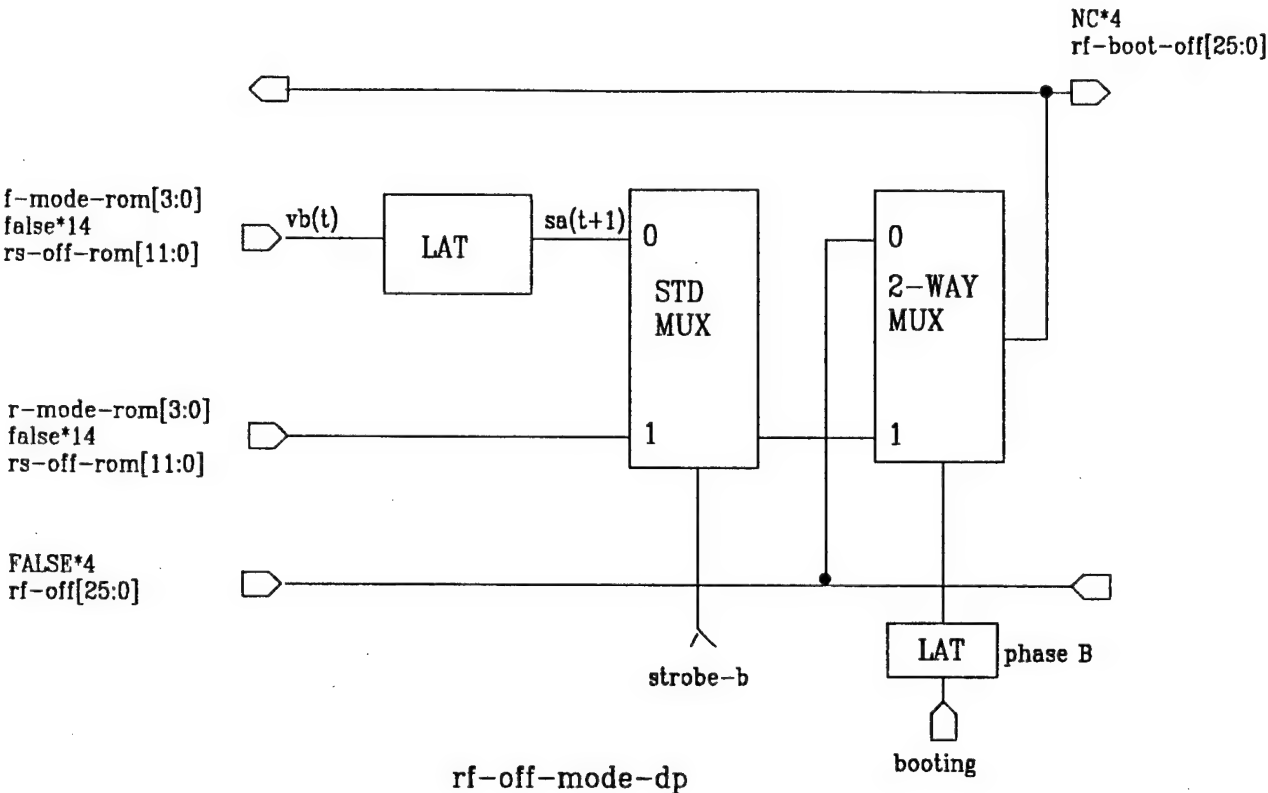 NC*4
rf-boot-off[25:0]
f-mode-rom[3:0]
false*14
rs-off-rom[11:0]
vb(t)
LAT
sa(t+1)
0
STD
MUX
1
0
2-WAY
MUX
1
r-mode-rom[3:0]
false*14
rs-off-rom[11:0]
FALSE*4
rf-off[25:0]
strobe-b
LAT
phase B
booting
rf-off-mode-dp